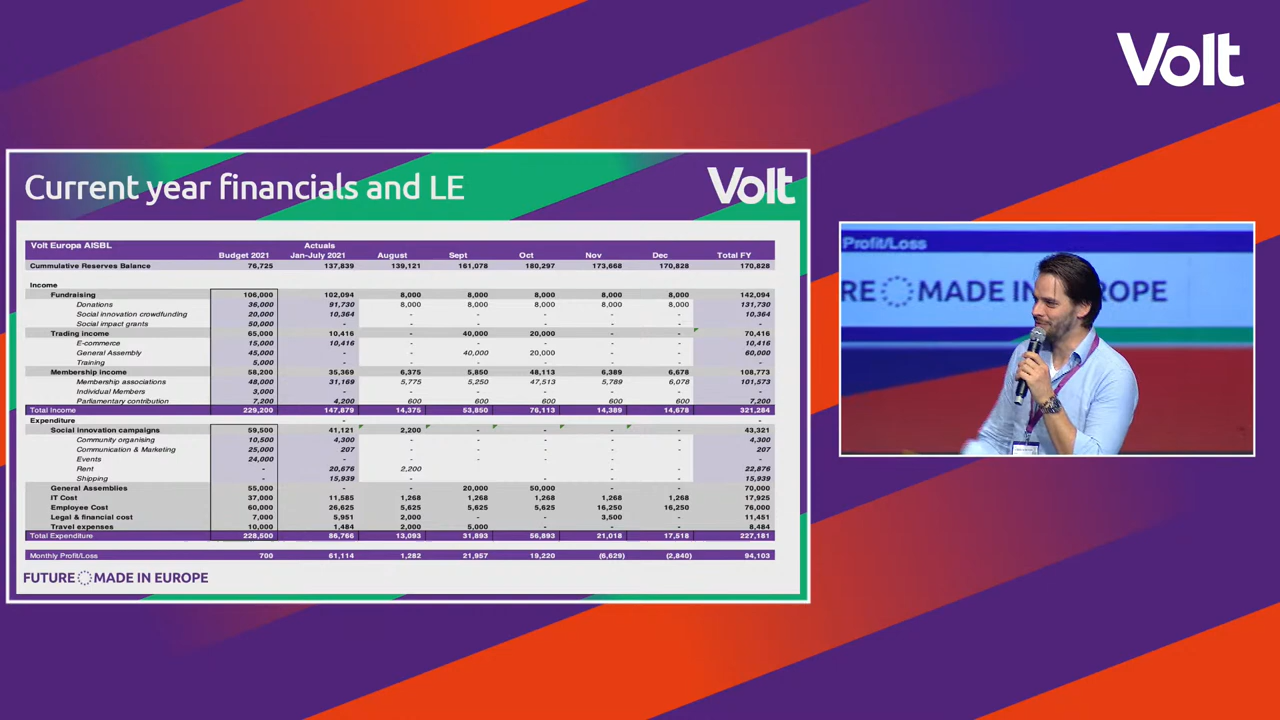 Volt
Current year financials and LE
Volt
Volt Europa AISBL Actuals
Budget 2021 Jan-July 2021 August Sept Oct Nov Dec Total FY
Cummulative Reserves Balance 76,725 137,839 139,121 161,078 180,297 173,668 170,828 170,828
Income
Fundraising 106,000 102,094 8,000 8,000 8,000 8,000 8,000 142,094
Donations 36,000 91,730 8,000 8,000 8,000 8,000 8,000 131,730
Social innovation crowdfunding 20,000 10,364 - - - - - 10,364
Social impact grants 50,000 - - - - - - -
Trading income 65,000 10,416 - 40,000 20,000 - - 70,416
E-commerce 15,000 10,416 - - - - - 10,416
General Assembly 45,000 - - 40,000 20,000 - - 60,000
Training 5,000 - - - - - - -
Membership income 58,200 35,369 6,375 5,850 48,113 6,389 6,678 108,773
Membership associations 48,000 31,169 5,775 5,250 47,513 5,789 6,078 101,573
Individual Members 3,000 - - - - - - -
Parliamentary contribution 7,200 4,200 600 600 600 600 600 7,200
Total Income 229,200 147,879 14,375 53,850 76,113 14,389 14,678 321,284
Expenditure - -
Social innovation campaigns 59,500 41,121 2,200 - - - - 43,321
Community organising 10,500 4,300 - - - - - 4,300
Communication & Marketing 25,000 207 - - - - - 207
Events 24,000 - - - - - - -
Rent - 20,676 2,200 22,876
Shipping - 15,939 - - - - 15,939
General Assemblies 55,000 - - 20,000 50,000 - - 70,000
IT Cost 37,000 11,585 1,268 1,268 1,268 1,268 1,268 17,925
Employee Cost 60,000 26,625 5,625 5,625 5,625 16,250 16,250 76,000
Legal & financial cost 7,000 5,951 2,000 - - 3,500 - 11,451
Travel expenses 10,000 1,484 2,000 5,000 - - - 8,484
Total Expenditure 228,500 86,766 13,093 31,893 56,893 21,018 17,518 227,181
Monthly Profit/Loss 700 61,114 1,282 21,957 19,220 (6,629) (2,840) 94,103
FUTURE MADE IN EUROPE
Profit/Loss
RE MADE IN EUROPE